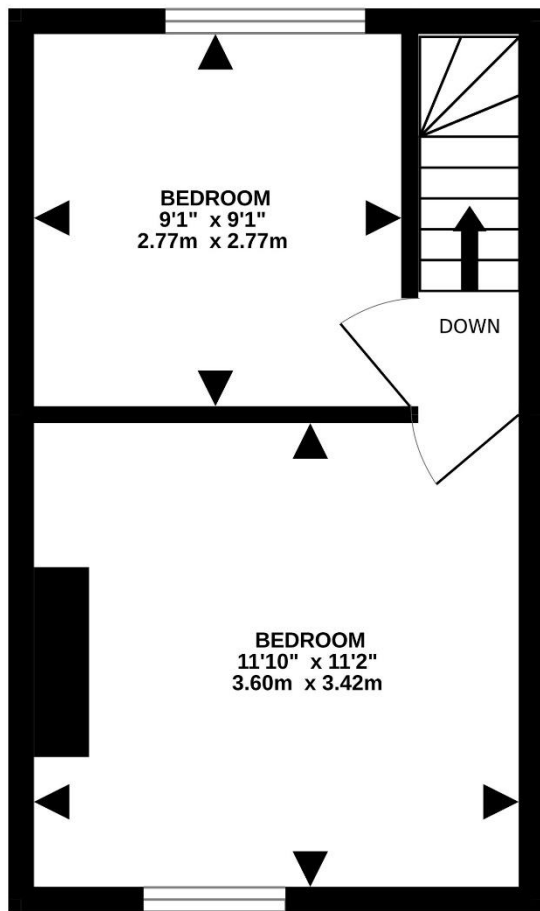 BEDROOM
9'1" x 9'1"
2.77m x 2.77m
DOWN
BEDROOM
11'10" x 11'2"
3.60m x 3.42m